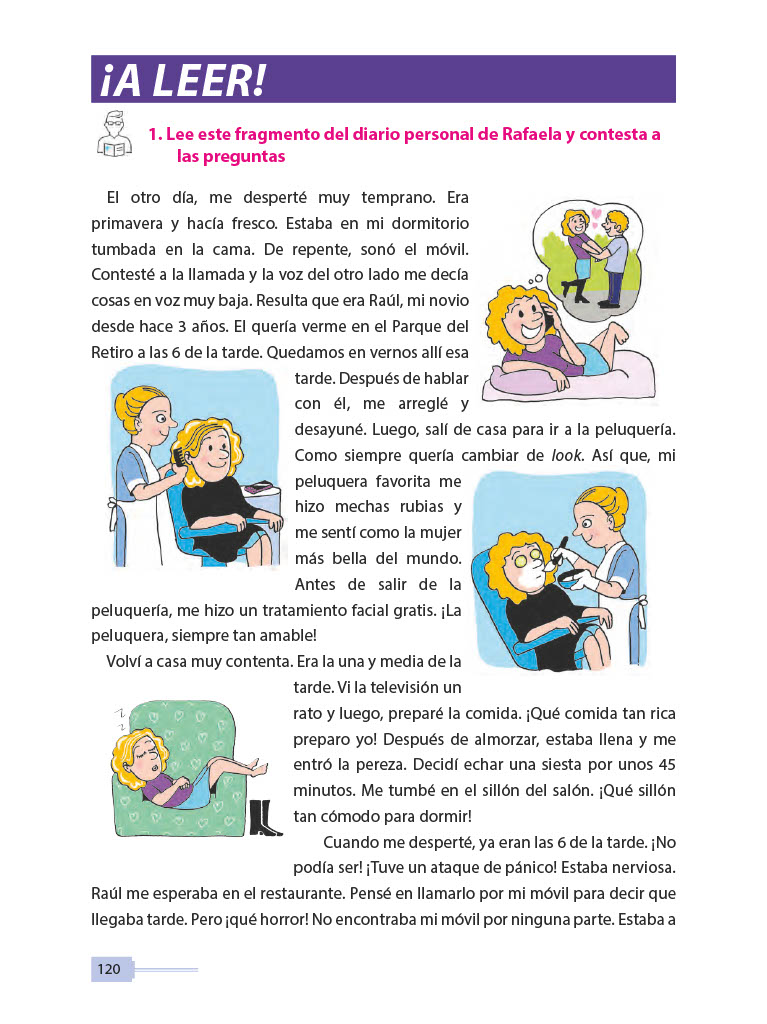 ¡A LEER!
1. Lee este fragmento del diario personal de Rafaela y contesta a
las preguntas
El otro día, me desperté muy temprano. Era
primavera y hacía fresco. Estaba en mi dormitorio
tumbada en la cama. De repente, sonó el móvil.
Contesté a la llamada y la voz del otro lado me decía
cosas en voz muy baja. Resulta que era Raúl, mi novio
desde hace 3 años. El quería verme en el Parque del
Retiro a las 6 de la tarde. Quedamos en vernos allí esa
tarde. Después de hablar
con él, me arreglé y
desayuné. Luego, salí de casa para ir a la peluquería.
Como siempre quería cambiar de look. Así que, mi
peluquera favorita me
hizo mechas rubias y
me sentí como la mujer
más bella del mundo.
Antes de salir de la
peluquería, me hizo un tratamiento facial gratis. ¡La
peluquera, siempre tan amable!
Volví a casa muy contenta. Era la una y media de la
tarde. Vi la televisión un
rato y luego, preparé la comida. ¡Qué comida tan rica
preparo yo! Después de almorzar, estaba llena y me
entró la pereza. Decidí echar una siesta por unos 45
minutos. Me tumbé en el sillón del salón. ¡Qué sillón
tan cómodo para dormir!
Cuando me desperté, ya eran las 6 de la tarde. ¡No
podía ser! ¡Tuve un ataque de pánico! Estaba nerviosa.
Raúl me esperaba en el restaurante. Pensé en llamarlo por mi móvil para decir que
llegaba tarde. Pero ¡qué horror! No encontraba mi móvil por ninguna parte. Estaba a
z
z
z
120